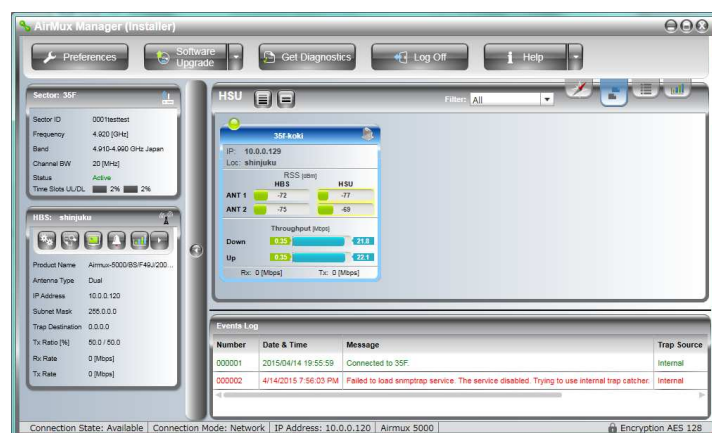 AirMux Manager (Installer)
Preferences
Software Upgrade
Get Diagnostics
Log Off
Help
Sector: 35F
Sector ID 0001testtest
Frequency 4.920 [GHz]
Band 4.910-4.990 GHz Japan
Channel BW 20 [MHz]
Status Active
Time Slots UL/DL 2% 2%
HBS: shinjuku
Product Name Airmux-5000/BS/F49J/200...
Antenna Type Dual
IP Address 10.0.0.120
Subnet Mask 255.0.0.0
Trap Destination 0.0.0.0
Tx Ratio [%] 50.0 / 50.0
Rx Rate 0 [Mbps]
Tx Rate 0 [Mbps]
HSU
Filter: All
35f-koki
IP: 10.0.0.129
Loc: shinjuku
RSS [dBm]
HBS HSU
ANT 1 -72 -77
ANT 2 -75 -69
Throughput [Mbps]
Down 0.35 21.8
Up 0.35 22.1
Rx: 0 [Mbps] Tx: 0 [Mbps]
Events Log
Number Date & Time Message Trap Source
000001 2015/04/14 19:55:59 Connected to 35F. Internal
000002 4/14/2015 7:56:03 PM Failed to load snmptrap service. The service disabled. Trying to use internal trap catcher. Internal
Connection State: Available Connection Mode: Network IP Address: 10.0.0.120 Airmux 5000 Encryption AES 128